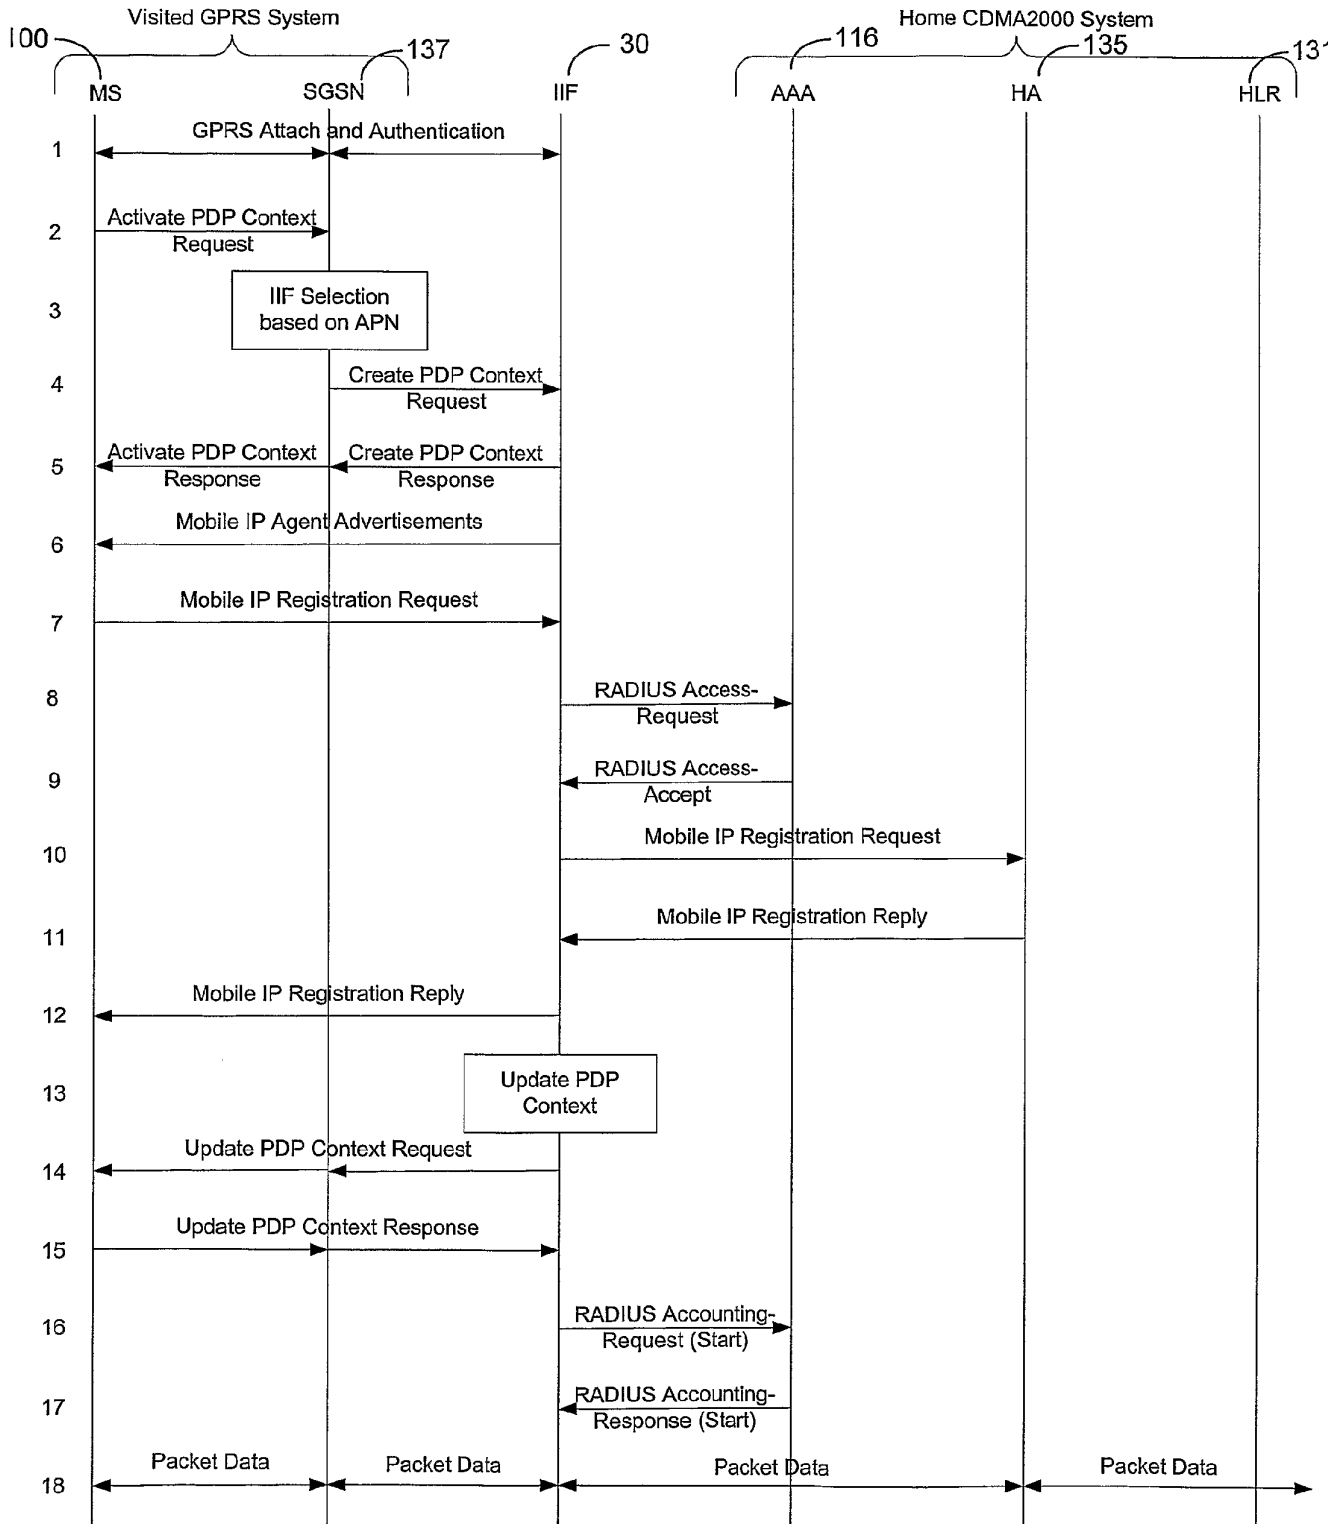 Visited GPRS System
Home CDMA2000 System
100
137
30
116
135
131
MS
SGSN
IIF
AAA
HA
HLR
1
GPRS Attach and Authentication
2
Activate PDP Context
Request
3
IIF Selection
based on APN
4
Create PDP Context
Request
5
Activate PDP Context
Response
Create PDP Context
Response
6
Mobile IP Agent Advertisements
7
Mobile IP Registration Request
8
RADIUS Access-
Request
9
RADIUS Access-
Accept
10
Mobile IP Registration Request
11
Mobile IP Registration Reply
12
Mobile IP Registration Reply
13
Update PDP
Context
14
Update PDP Context Request
15
Update PDP Context Response
16
RADIUS Accounting-
Request (Start)
17
RADIUS Accounting-
Response (Start)
18
Packet Data
Packet Data
Packet Data
Packet Data